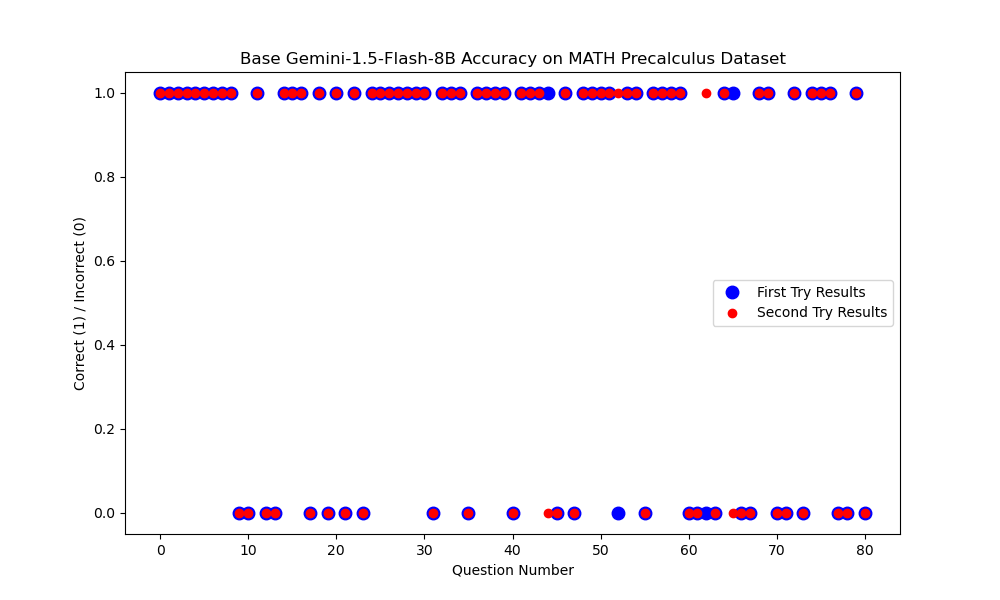 Base Gemini-1.5-Flash-8B Accuracy on MATH Precalculus Dataset
Correct (1) / Incorrect (0)
1.0
0.8
0.6
0.4
0.2
0.0
First Try Results
Second Try Results
0 10 20 30 40 50 60 70 80
Question Number